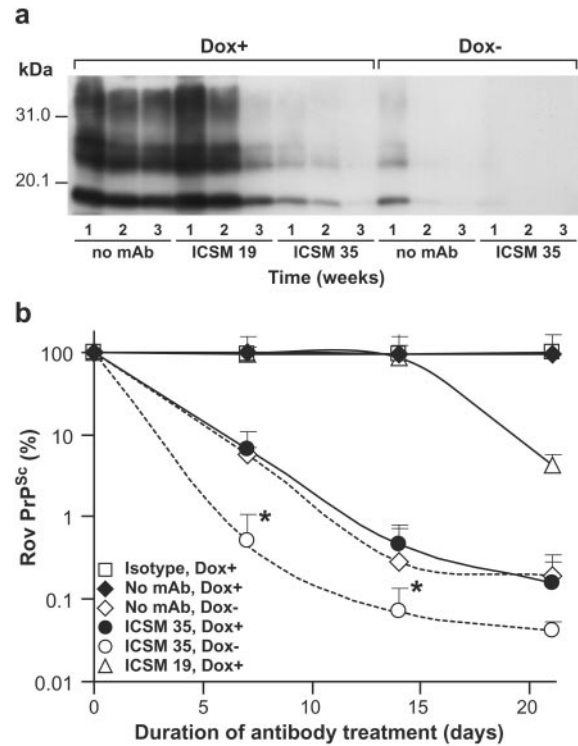 a
Dox+ Dox-
kDa
31.0
20.1
1 2 3 1 2 3 1 2 3 1 2 3 1 2 3
no mAb ICSM 19 ICSM 35 no mAb ICSM 35
Time (weeks)
b
100
10
1
0.1
0.01
Rov PrPSc (%)
*
*
Isotype, Dox+
No mAb, Dox+
No mAb, Dox-
ICSM 35, Dox+
ICSM 35, Dox-
ICSM 19, Dox+
0 5 10 15 20
Duration of antibody treatment (days)